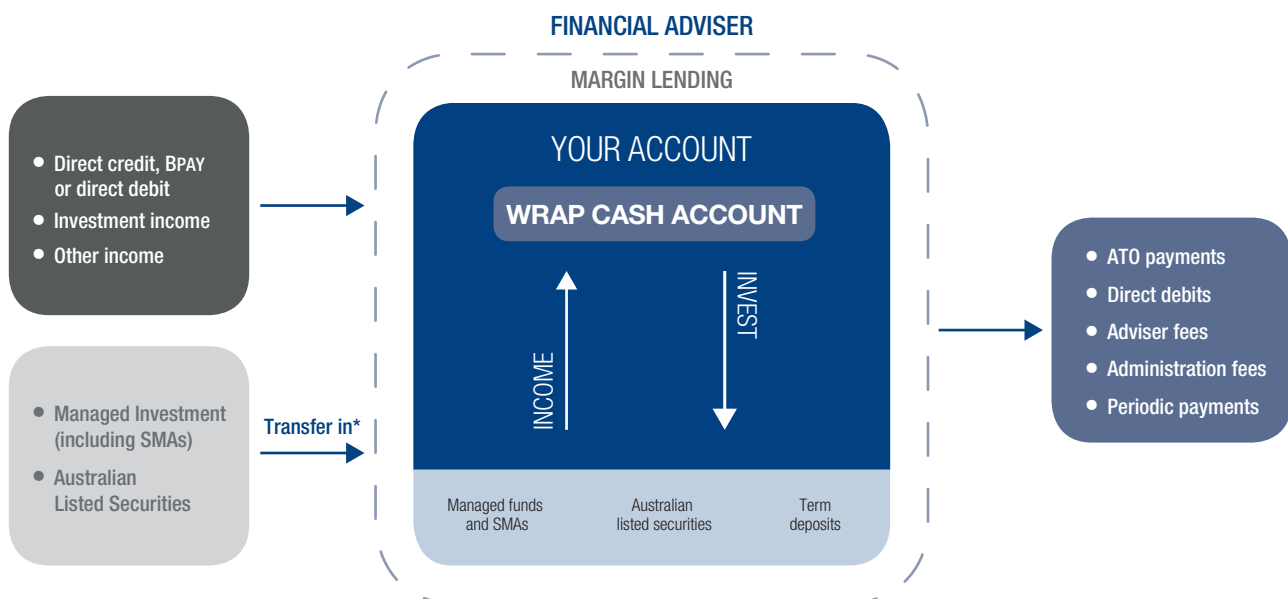 FINANCIAL ADVISER
MARGIN LENDING
• Direct credit, BPAY
or direct debit
• Investment income
• Other income
• Managed Investment
(including SMAs)
• Australian
Listed Securities
Transfer in*
YOUR ACCOUNT
WRAP CASH ACCOUNT
INCOME
INVEST
Managed funds
and SMAs
Australian
listed securities
Term
deposits
• ATO payments
• Direct debits
• Adviser fees
• Administration fees
• Periodic payments